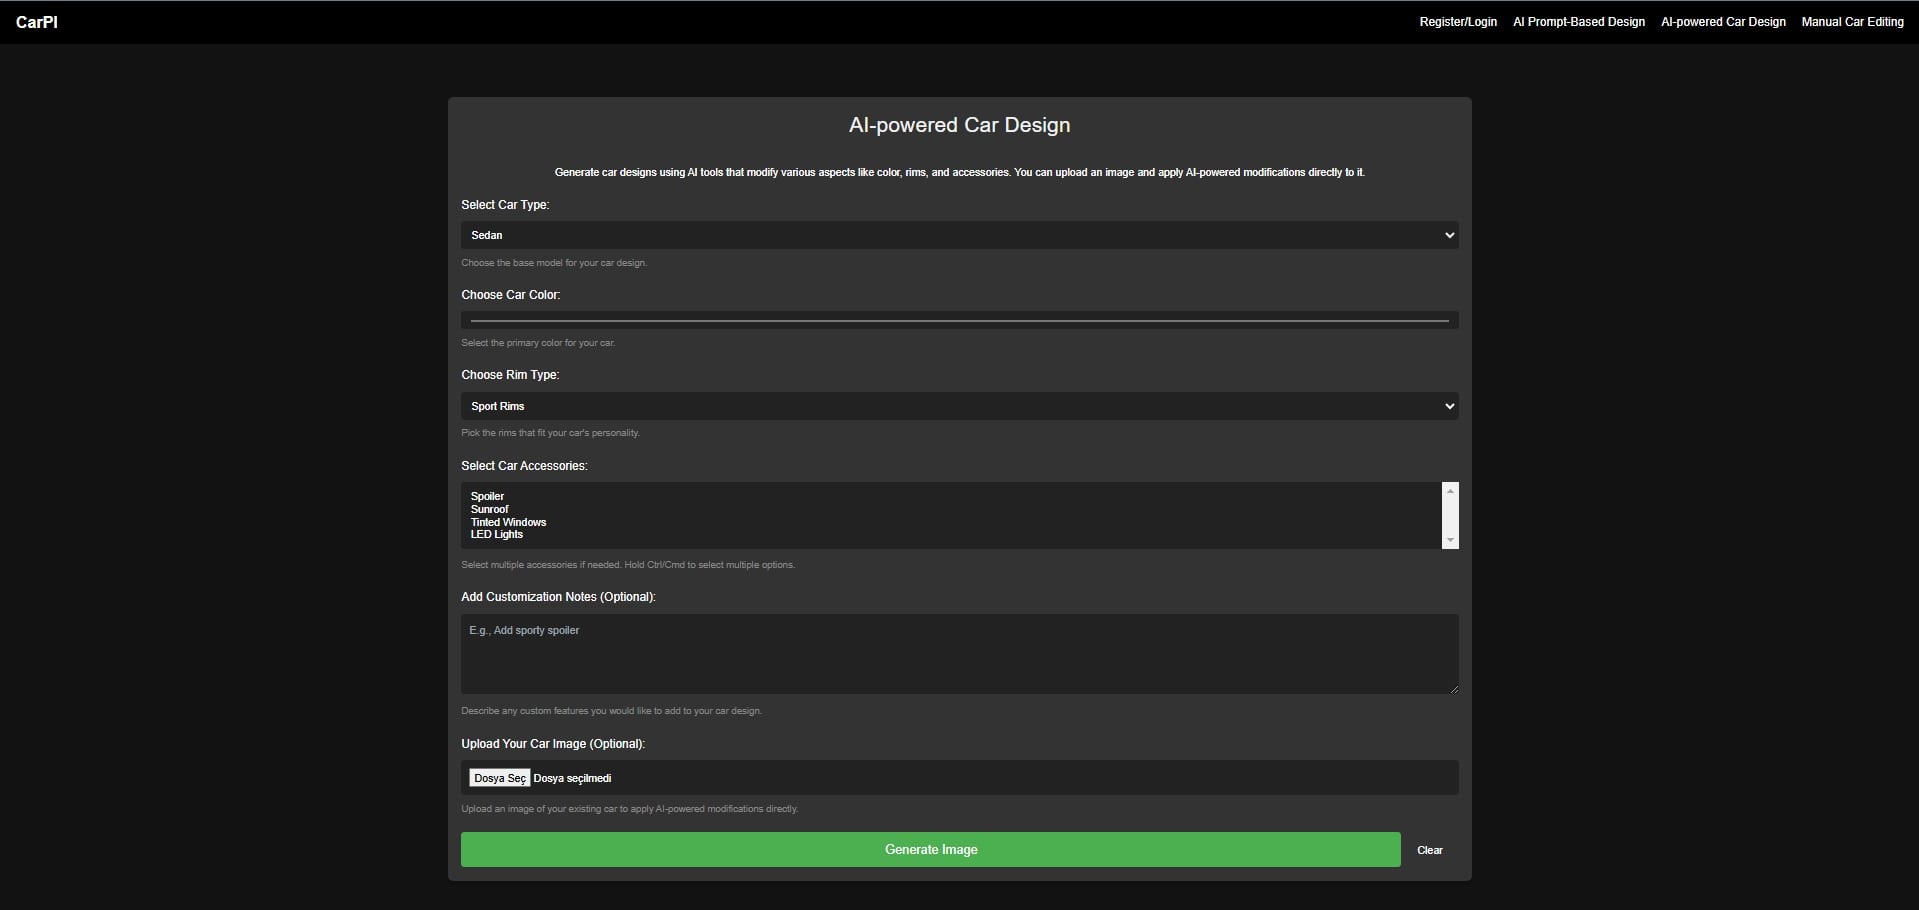 CarPI
Register/Login AI Prompt-Based Design AI-powered Car Design Manual Car Editing
AI-powered Car Design
Generate car designs using AI tools that modify various aspects like color, rims, and accessories. You can upload an image and apply AI-powered modifications directly to it.
Select Car Type:
Sedan
Choose the base model for your car design.
Choose Car Color:
Select the primary color for your car.
Choose Rim Type:
Sport Rims
Pick the rims that fit your car's personality.
Select Car Accessories:
Spoiler
Sunroof
Tinted Windows
LED Lights
Select multiple accessories if needed. Hold Ctrl/Cmd to select multiple options.
Add Customization Notes (Optional):
E.g., Add sporty spoiler
Describe any custom features you would like to add to your car design.
Upload Your Car Image (Optional):
Dosya Seç Dosya seçilmedi
Upload an image of your existing car to apply AI-powered modifications directly.
Generate Image Clear